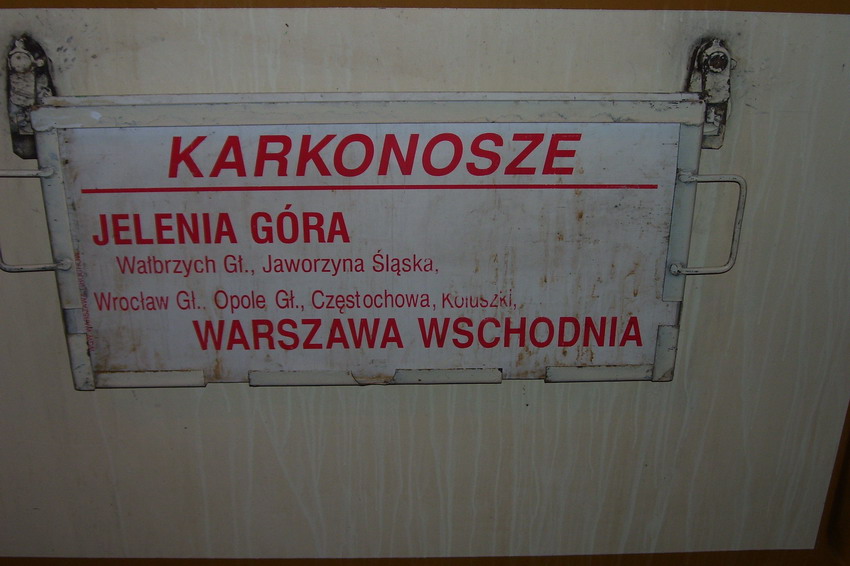 KARKONOSZE
JELENIA GÓRA
Wałbrzych Gł., Jaworzyna Śląska,
Wrocław Gł., Opole Gł., Częstochowa, Koluszki,
WARSZAWA WSCHODNIA